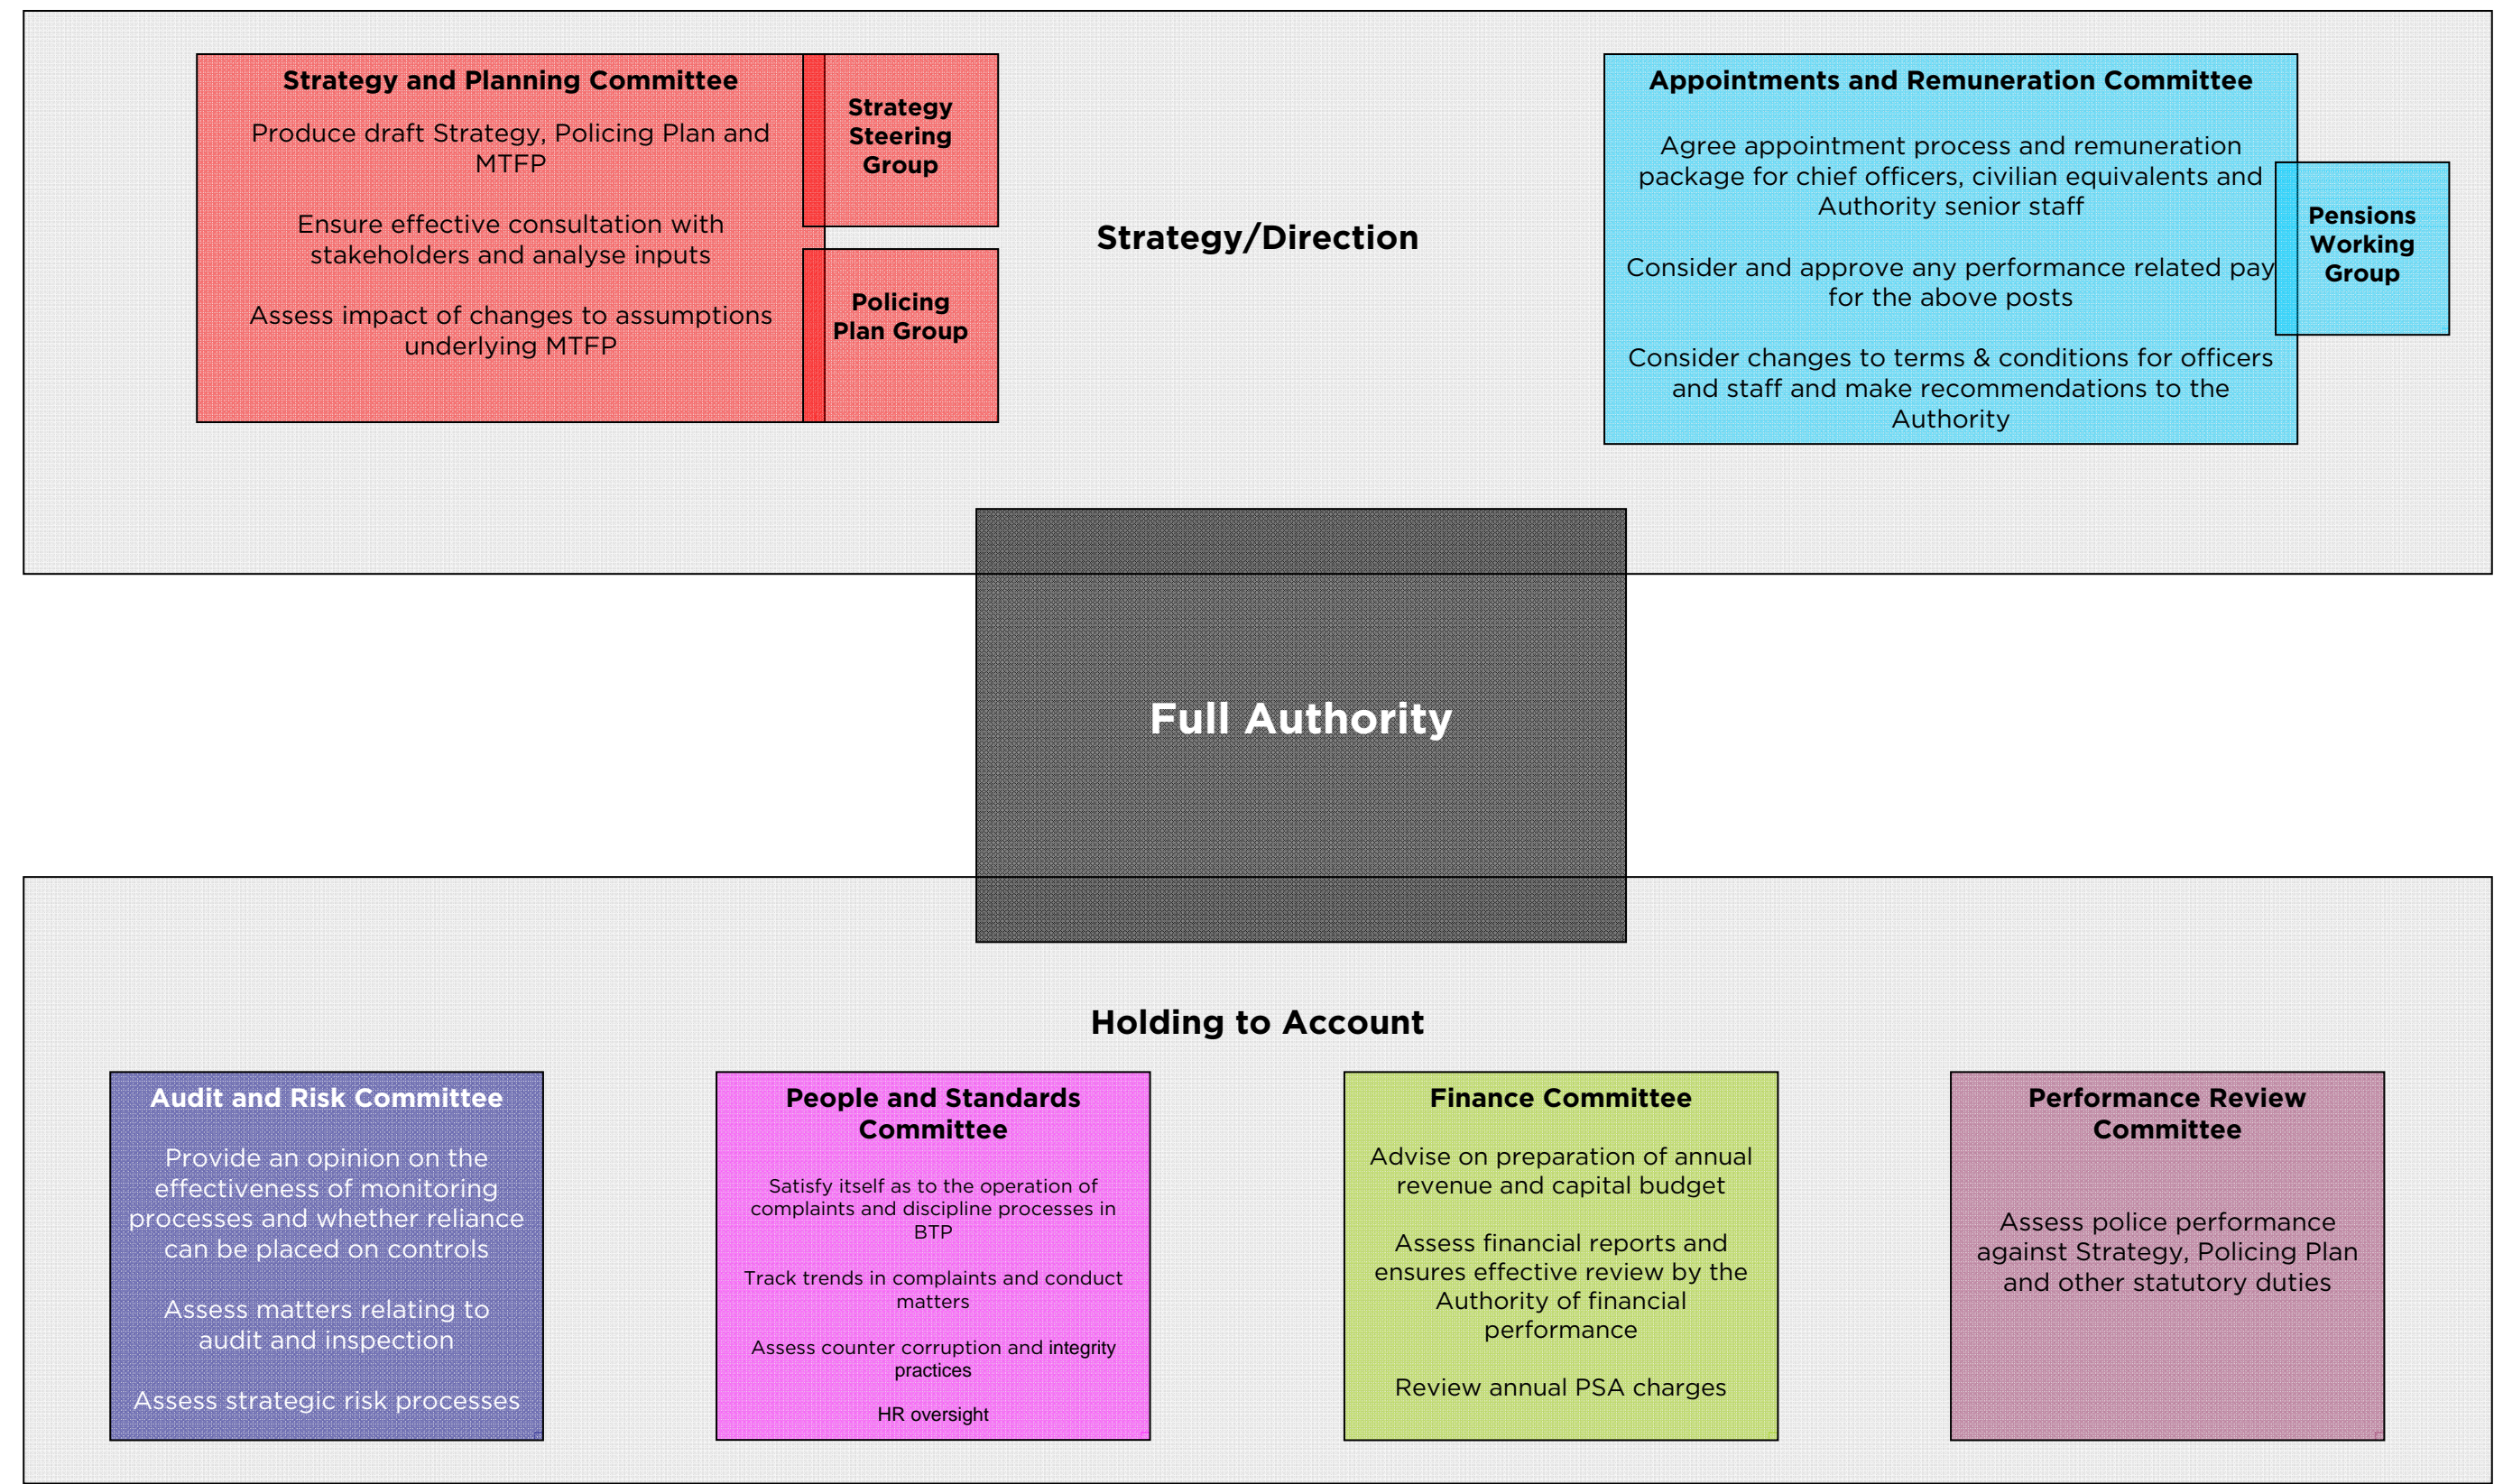 Strategy and Planning Committee
Produce draft Strategy, Policing Plan and
MTFP
Ensure effective consultation with
stakeholders and analyse inputs
Assess impact of changes to assumptions
underlying MTFP
Strategy
Steering
Group
Policing
Plan Group
Strategy/Direction
Appointments and Remuneration Committee
Agree appointment process and remuneration
package for chief officers, civilian equivalents and
Authority senior staff
Consider and approve any performance related pay
for the above posts
Consider changes to terms & conditions for officers
and staff and make recommendations to the
Authority
Pensions
Working
Group
Full Authority
Holding to Account
Audit and Risk Committee
Provide an opinion on the
effectiveness of monitoring
processes and whether reliance
can be placed on controls
Assess matters relating to
audit and inspection
Assess strategic risk processes
People and Standards
Committee
Satisfy itself as to the operation of
complaints and discipline processes in
BTP
Track trends in complaints and conduct
matters
Assess counter corruption and integrity
practices
HR oversight
Finance Committee
Advise on preparation of annual
revenue and capital budget
Assess financial reports and
ensures effective review by the
Authority of financial
performance
Review annual PSA charges
Performance Review
Committee
Assess police performance
against Strategy, Policing Plan
and other statutory duties